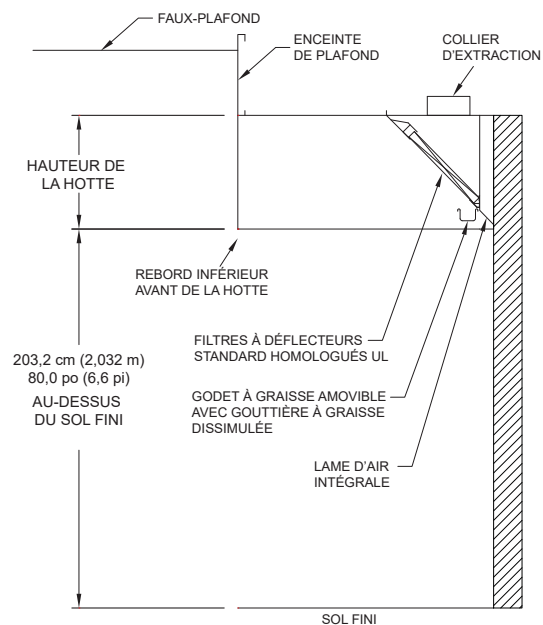 FAUX-PLAFOND
ENCEINTE
DE PLAFOND
COLLIER
D'EXTRACTION
HAUTEUR DE
LA HOTTE
REBORD INFÉRIEUR
AVANT DE LA HOTTE
203,2 cm (2,032 m)
80,0 po (6,6 pi)
AU-DESSUS
DU SOL FINI
FILTRES À DÉFLECTEURS
STANDARD HOMOLOGUÉS UL
GODET À GRAISSE AMOVIBLE
AVEC GOUTTIÈRE À GRAISSE
DISSIMULÉE
LAME D'AIR
INTÉGRALE
SOL FINI